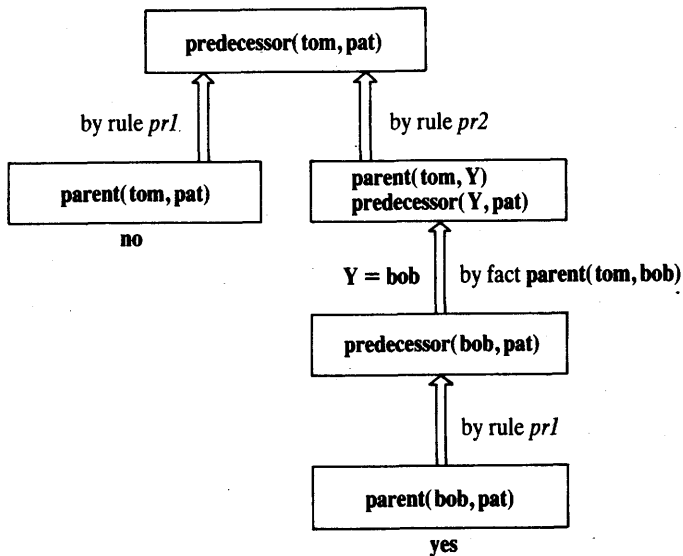 predecessor(tom, pat)
by rule pr1.
by rule pr2
parent(tom, pat)
no
parent(tom, Y)
predecessor(Y, pat)
Y = bob
by fact parent(tom, bob)
predecessor(bob, pat)
by rule pr1
parent(bob, pat)
yes